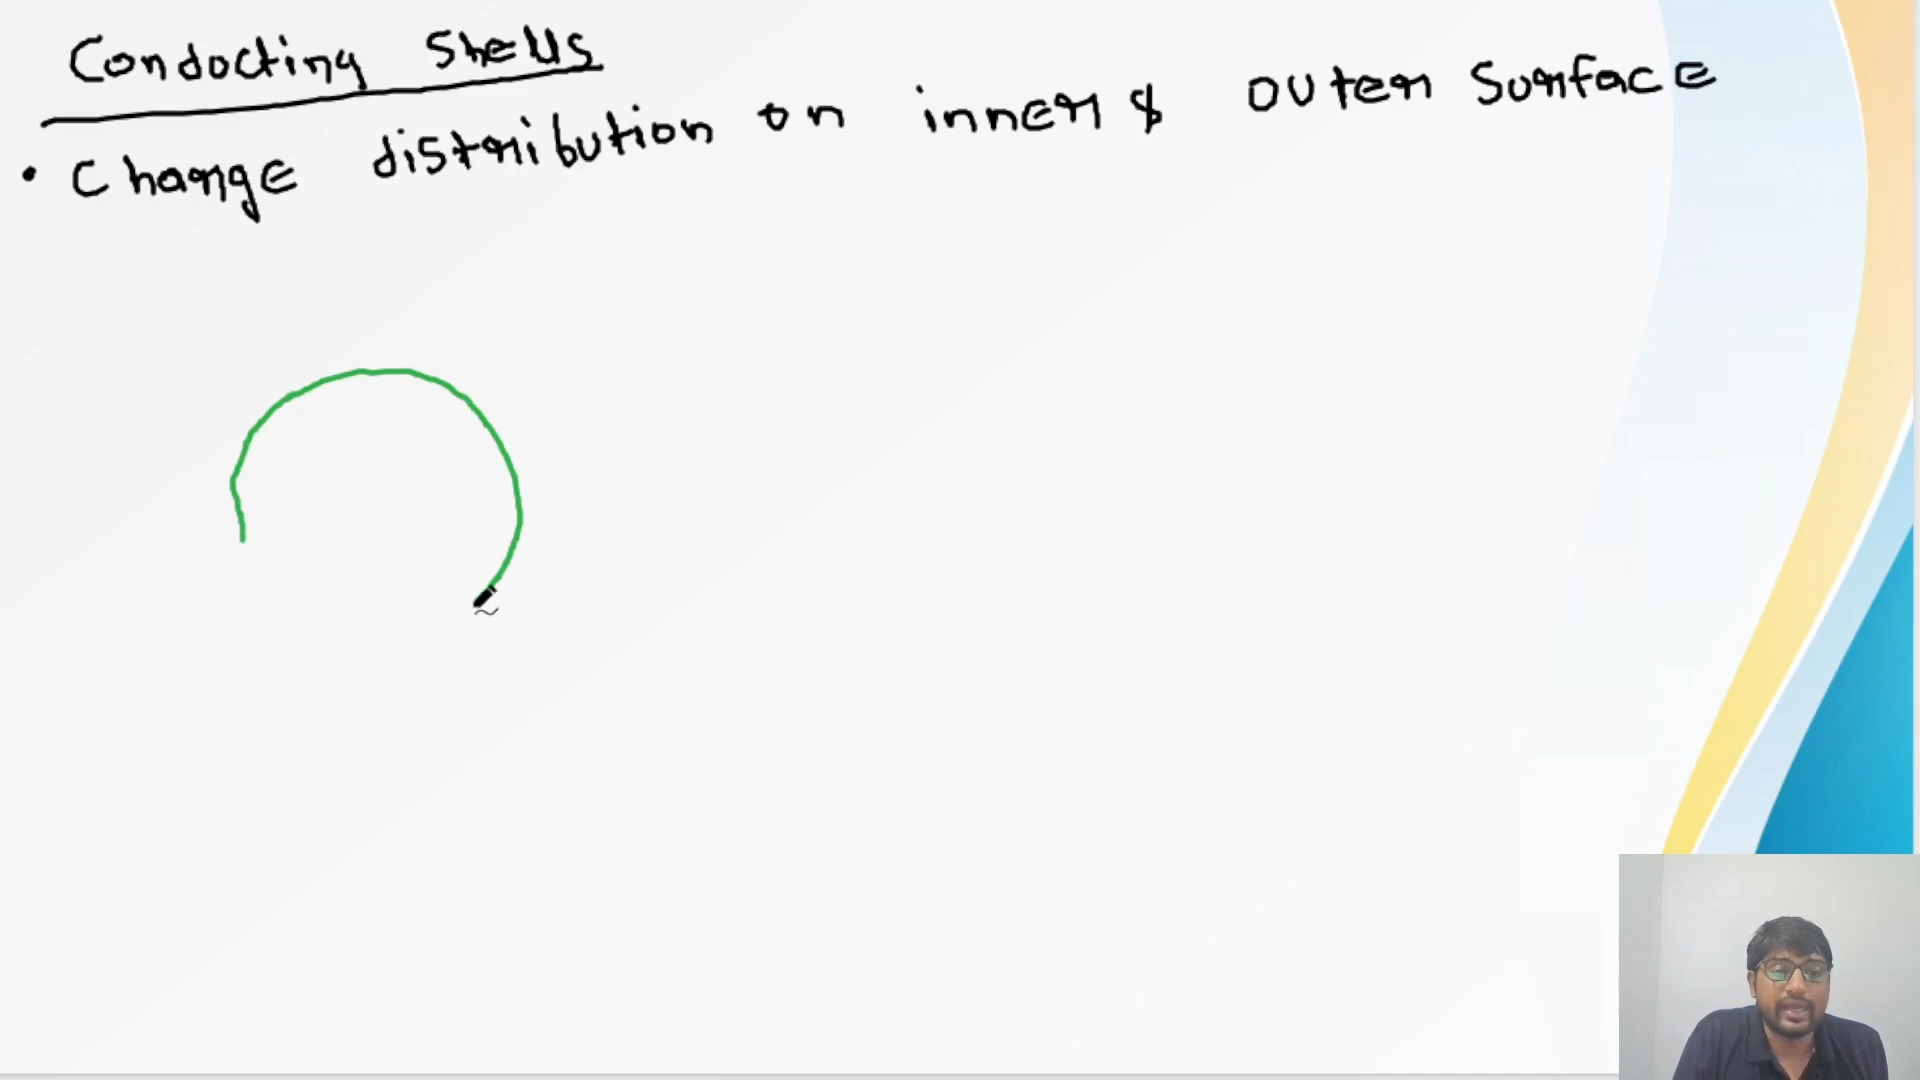 Conducting Shells
• Charge distribution on inner & outer surface